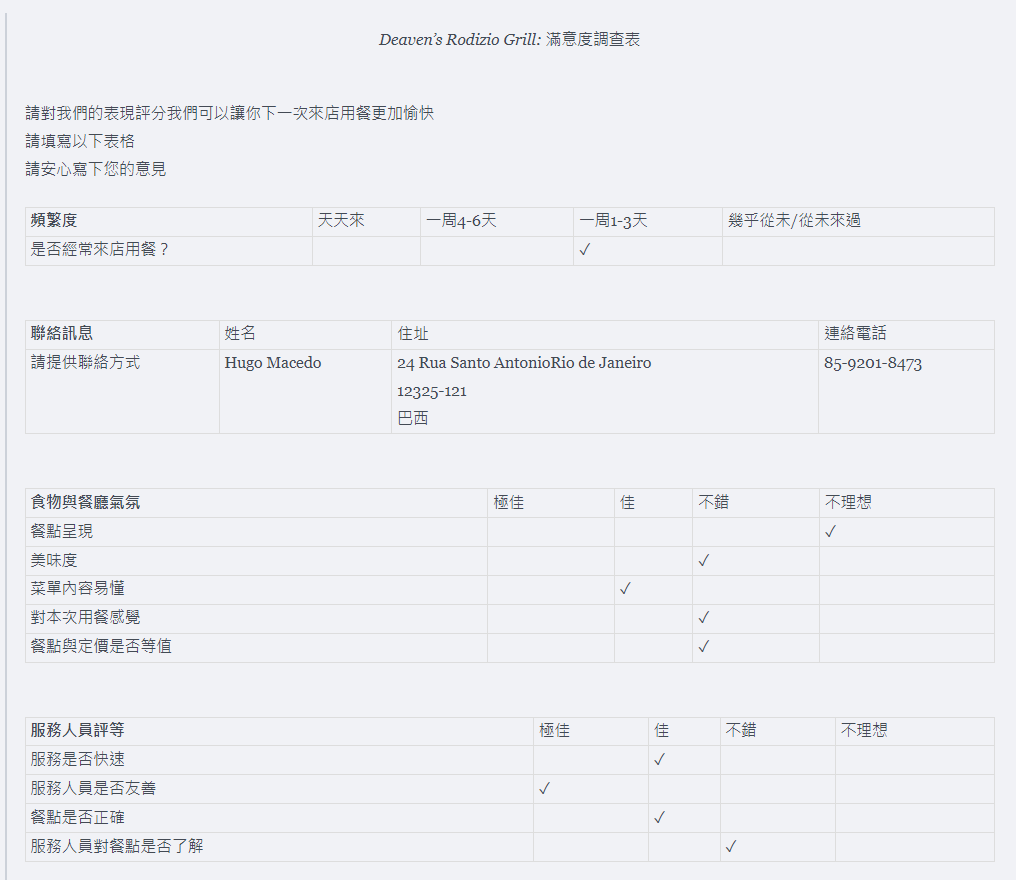 Deaven’s Rodizio Grill: 滿意度調查表
請對我們的表現評分我們可以讓你下一次來店用餐更加愉快
請填寫以下表格
請安心寫下您的意見
頻繁度 天天來 一周4-6天 一周1-3天 幾乎從未/從未來過
是否經常來店用餐？ ✓
聯絡訊息 姓名 住址 連絡電話
請提供聯絡方式 Hugo Macedo 24 Rua Santo AntonioRio de Janeiro 85-9201-8473
12325-121
巴西
食物與餐廳氣氛 極佳 佳 不錯 不理想
餐點呈現 ✓
美味度 ✓
菜單內容易懂 ✓
對本次用餐感覺 ✓
餐點與定價是否等值 ✓
服務人員評等 極佳 佳 不錯 不理想
服務是否快速 ✓
服務人員是否友善 ✓
餐點是否正確 ✓
服務人員對餐點是否了解 ✓